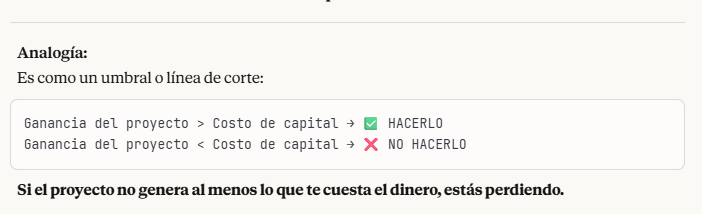 Analogía:
Es como un umbral o línea de corte:
Ganancia del proyecto > Costo de capital → ✅ HACERLO
Ganancia del proyecto < Costo de capital → ❌ NO HACERLO
Si el proyecto no genera al menos lo que te cuesta el dinero, estás perdiendo.